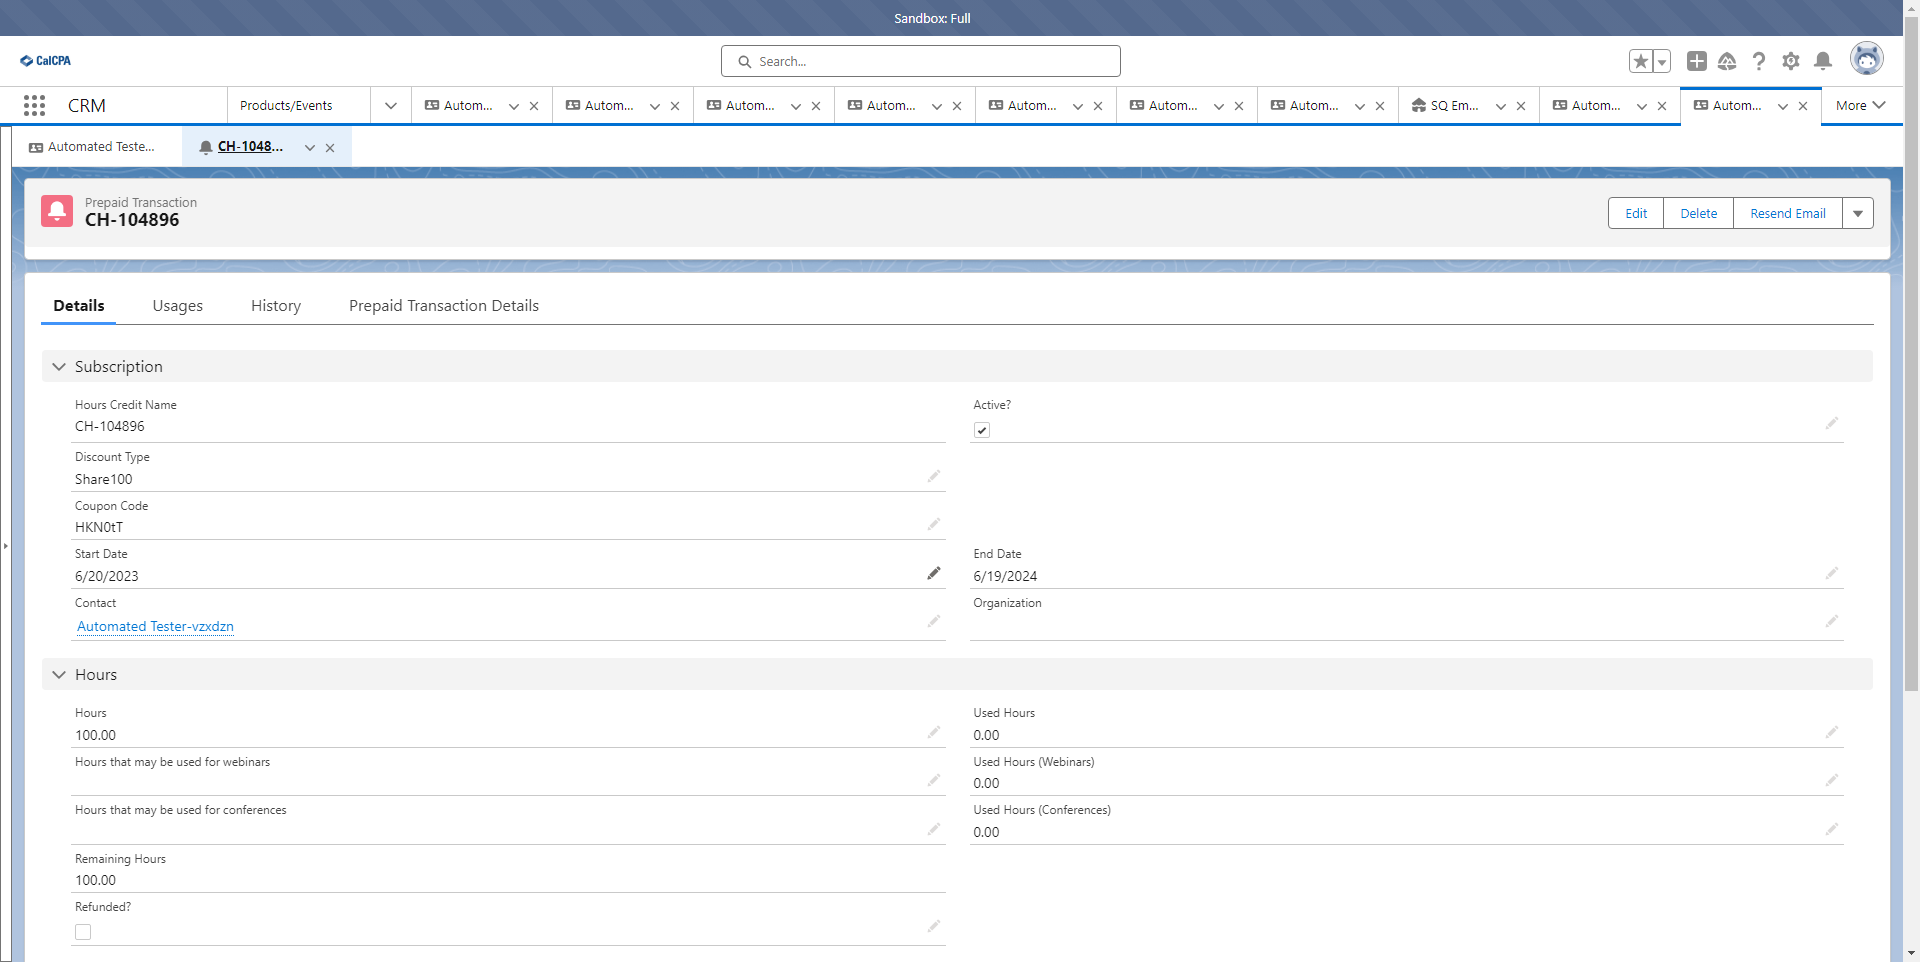 Sandbox: Full
CalCPA
Search...
CRM
Products/Events
Autom...
Autom...
Autom...
Autom...
Autom...
Autom...
Autom...
SQ Em...
Autom...
Autom...
More
Automated Teste...
CH-1048...
Prepaid Transaction
CH-104896
Edit
Delete
Resend Email
Details
Usages
History
Prepaid Transaction Details
Subscription
Hours Credit Name
CH-104896
Active?
Discount Type
Share100
Coupon Code
HKN0tT
Start Date
6/20/2023
End Date
6/19/2024
Contact
Automated Tester-vzxdzn
Organization
Hours
Hours
100.00
Used Hours
0.00
Hours that may be used for webinars
Used Hours (Webinars)
0.00
Hours that may be used for conferences
Used Hours (Conferences)
0.00
Remaining Hours
100.00
Refunded?